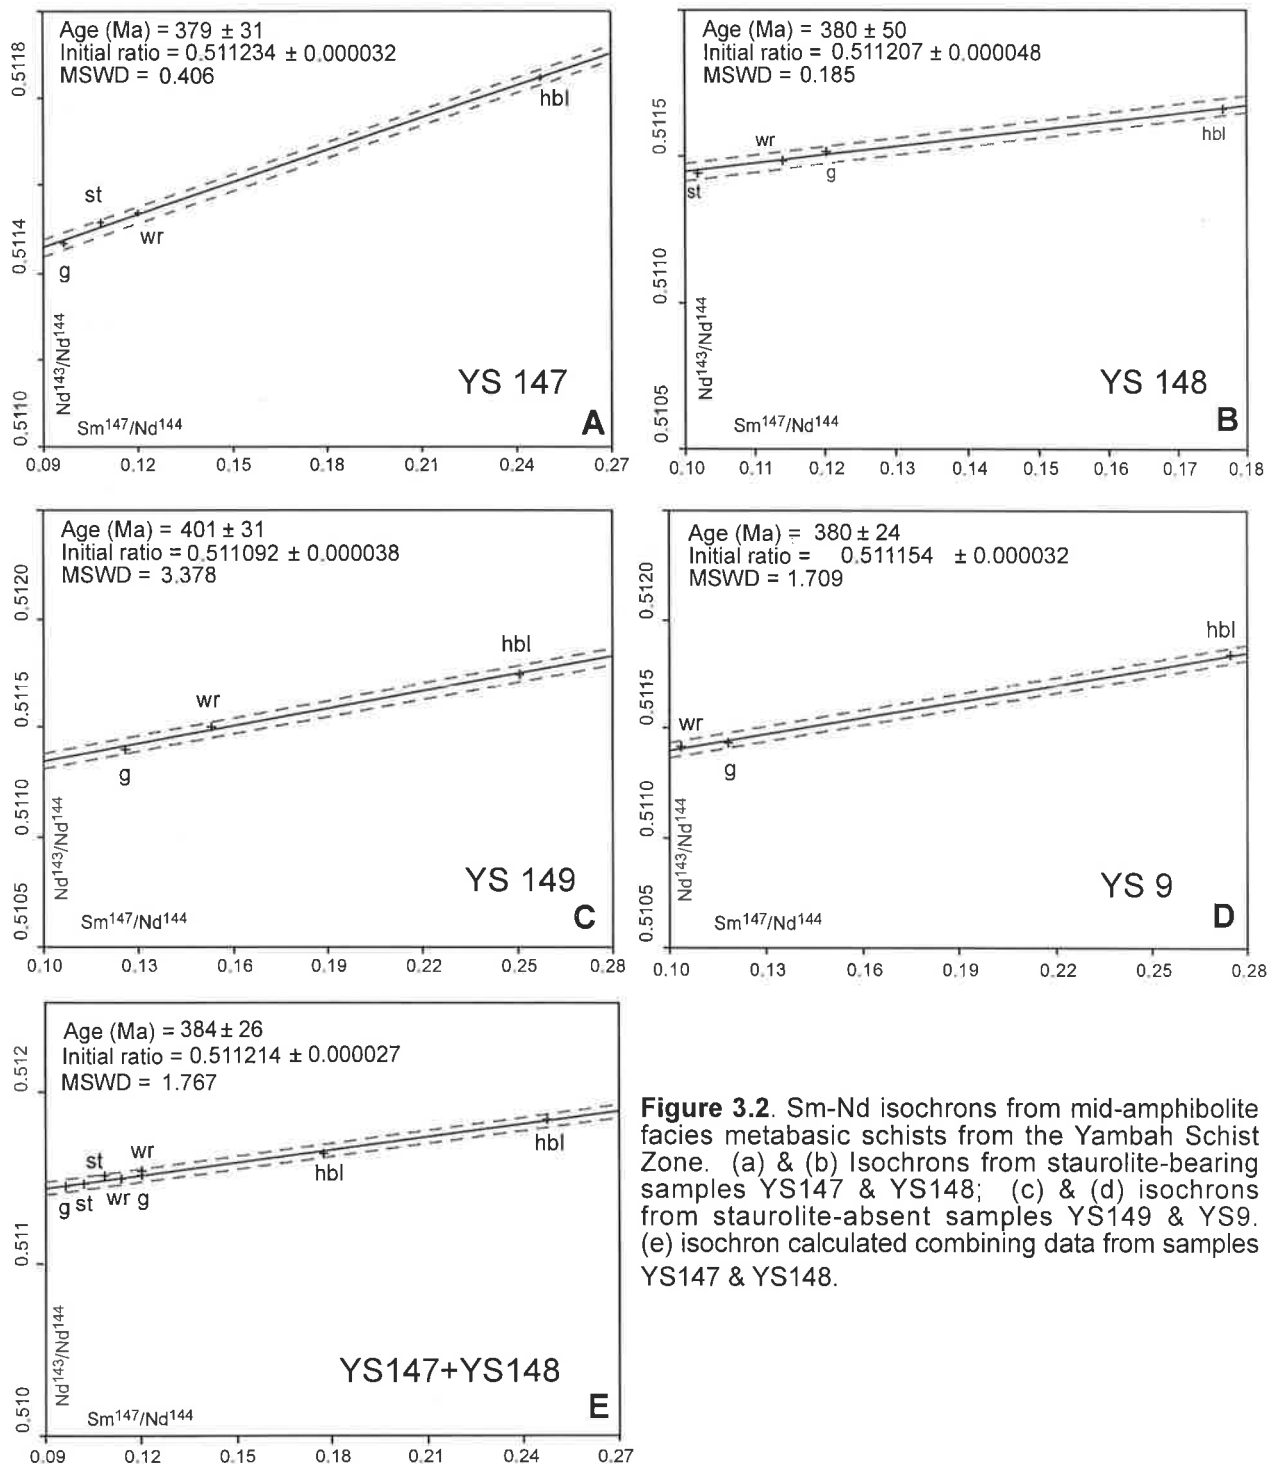 Age (Ma) = 379 ± 31
Initial ratio = 0.511234 ± 0.000032
MSWD = 0.406
0.5118
0.5114
0.5110
hbl
st
wr
g
Nd143/Nd144
Sm147/Nd144
YS 147
A
0.09 0.12 0.15 0.18 0.21 0.24 0.27
Age (Ma) = 380 ± 50
Initial ratio = 0.511207 ± 0.000048
MSWD = 0.185
0.5115
0.5110
0.5105
wr
hbl
st
g
Nd143/Nd144
Sm147/Nd144
YS 148
B
0.10 0.11 0.12 0.13 0.14 0.15 0.16 0.17 0.18
Age (Ma) = 401 ± 31
Initial ratio = 0.511092 ± 0.000038
MSWD = 3.378
0.5120
0.5115
0.5110
0.5105
hbl
wr
g
Nd143/Nd144
Sm147/Nd144
YS 149
C
0.10 0.13 0.16 0.19 0.22 0.25 0.28
Age (Ma) = 380 ± 24
Initial ratio = 0.511154 ± 0.000032
MSWD = 1.709
0.5120
0.5115
0.5110
0.5105
hbl
wr
g
Nd143/Nd144
Sm147/Nd144
YS 9
D
0.10 0.13 0.16 0.19 0.22 0.25 0.28
Age (Ma) = 384 ± 26
Initial ratio = 0.511214 ± 0.000027
MSWD = 1.767
0.512
0.511
0.510
st wr
g st wr g
hbl
hbl
Nd143/Nd144
Sm147/Nd144
YS147+YS148
E
0.09 0.12 0.15 0.18 0.21 0.24 0.27
Figure 3.2. Sm-Nd isochrons from mid-amphibolite
facies metabasic schists from the Yambah Schist
Zone. (a) & (b) Isochrons from staurolite-bearing
samples YS147 & YS148; (c) & (d) isochrons
from staurolite-absent samples YS149 & YS9.
(e) isochron calculated combining data from samples
YS147 & YS148.